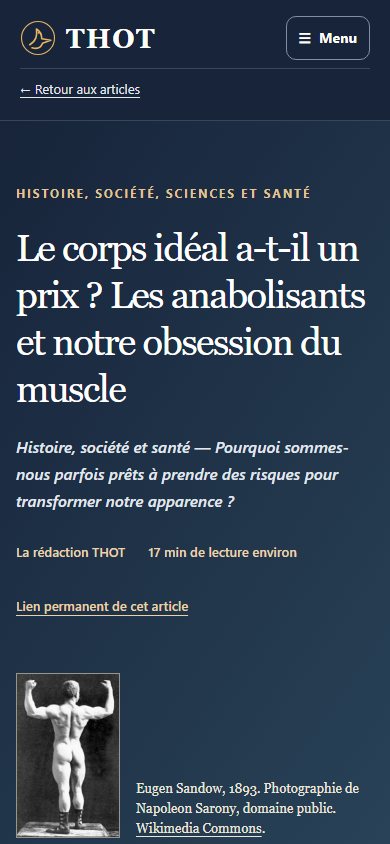 THOT
☰ Menu
← Retour aux articles
HISTOIRE, SOCIÉTÉ, SCIENCES ET SANTÉ
Le corps idéal a-t-il un
prix ? Les anabolisants
et notre obsession du
muscle
Histoire, société et santé — Pourquoi sommes-
nous parfois prêts à prendre des risques pour
transformer notre apparence ?
La rédaction THOT 17 min de lecture environ
Lien permanent de cet article
Eugen Sandow, 1893. Photographie de
Napoleon Sarony, domaine public.
Wikimedia Commons.